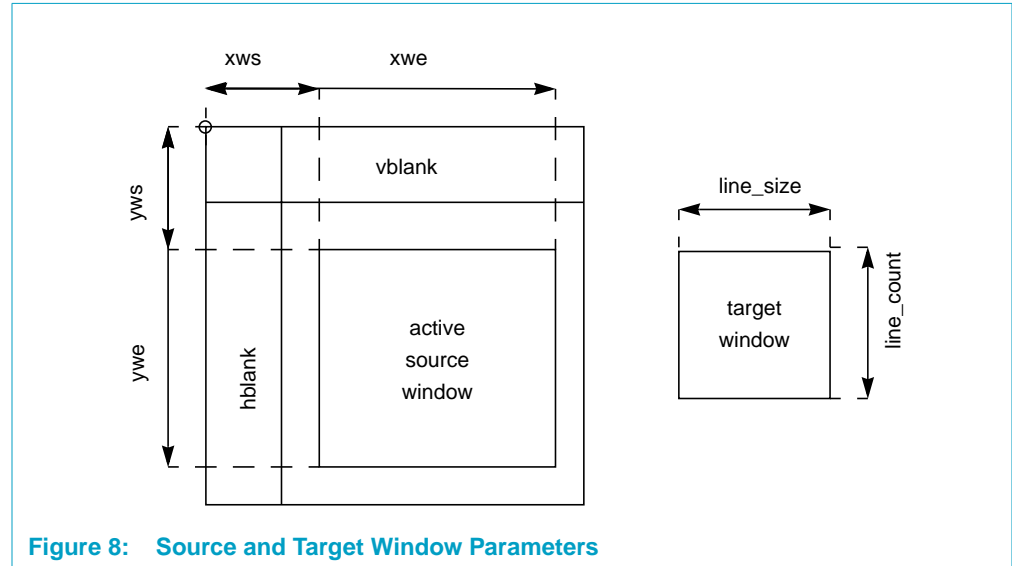 xws
xwe
yws
vblank
ywe
hblank
active
source
window
line_size
target
window
line_count
Figure 8: Source and Target Window Parameters